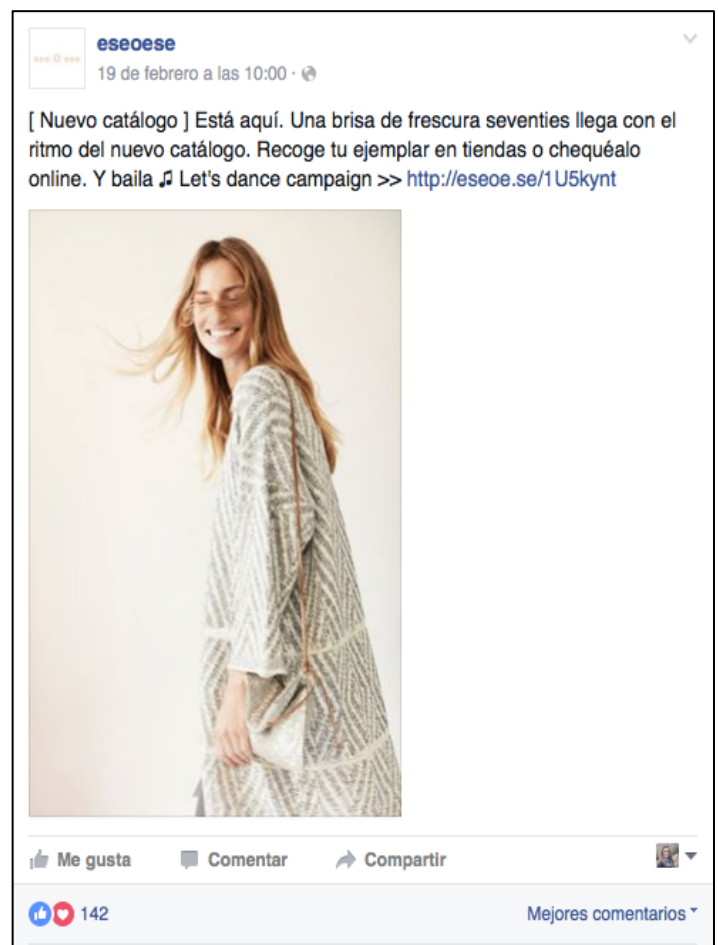 ese O ese
eseoese
19 de febrero a las 10:00 ·
[ Nuevo catálogo ] Está aquí. Una brisa de frescura seventies llega con el
ritmo del nuevo catálogo. Recoge tu ejemplar en tiendas o chequéalo
online. Y baila ♫ Let's dance campaign >> http://eseoe.se/1U5kynt
Me gusta Comentar Compartir
142 Mejores comentarios